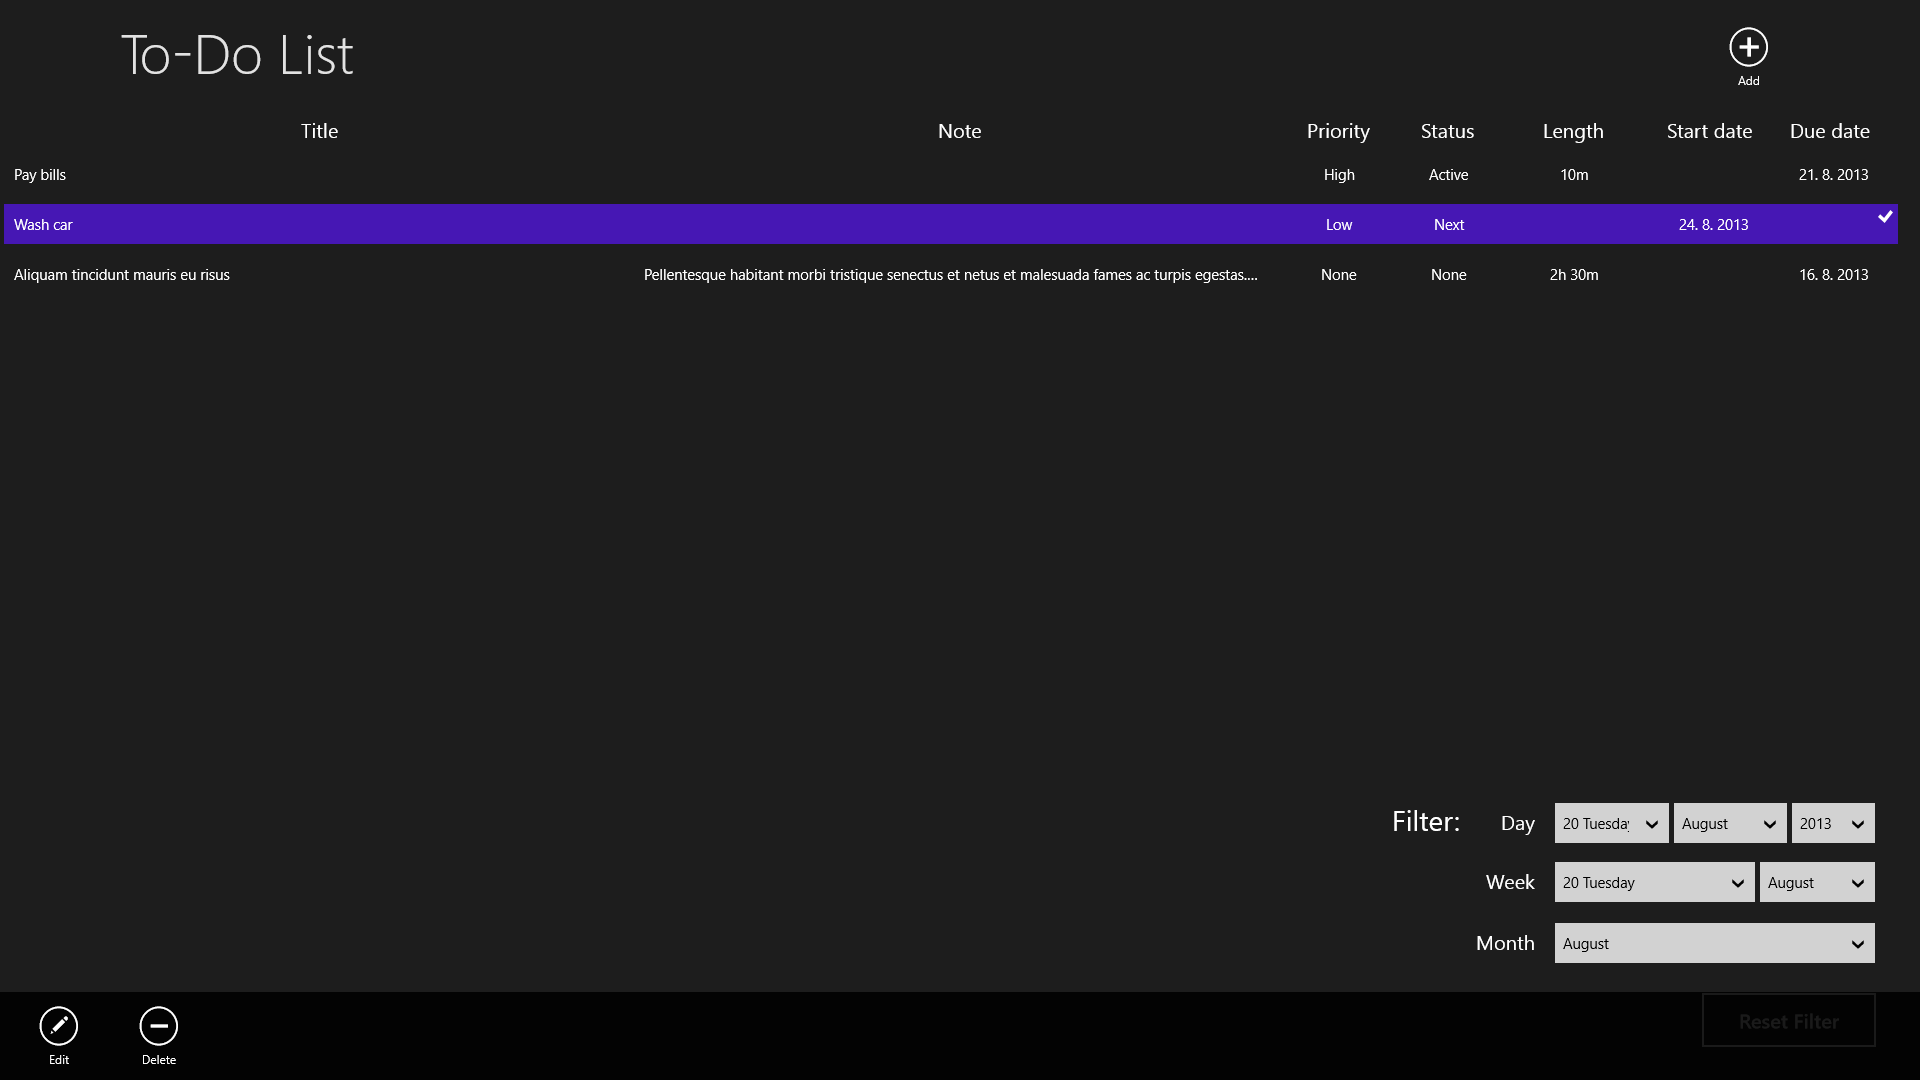 To-Do List
Add
Title Note Priority Status Length Start date Due date
Pay bills High Active 10m 21. 8. 2013
Wash car Low Next 24. 8. 2013
Aliquam tincidunt mauris eu risus Pellentesque habitant morbi tristique senectus et netus et malesuada fames ac turpis egestas.... None None 2h 30m 16. 8. 2013
Filter: Day 20 Tuesday August 2013
Week 20 Tuesday August
Month August
Reset Filter
Edit Delete